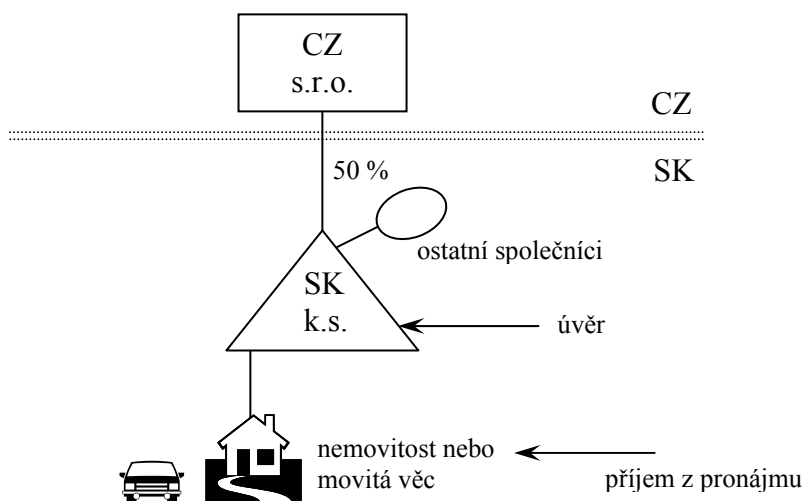 CZ
s.r.o.
CZ
SK
50 %
ostatní společníci
SK
k.s.
úvěr
nemovitost nebo
movitá věc
příjem z pronájmu